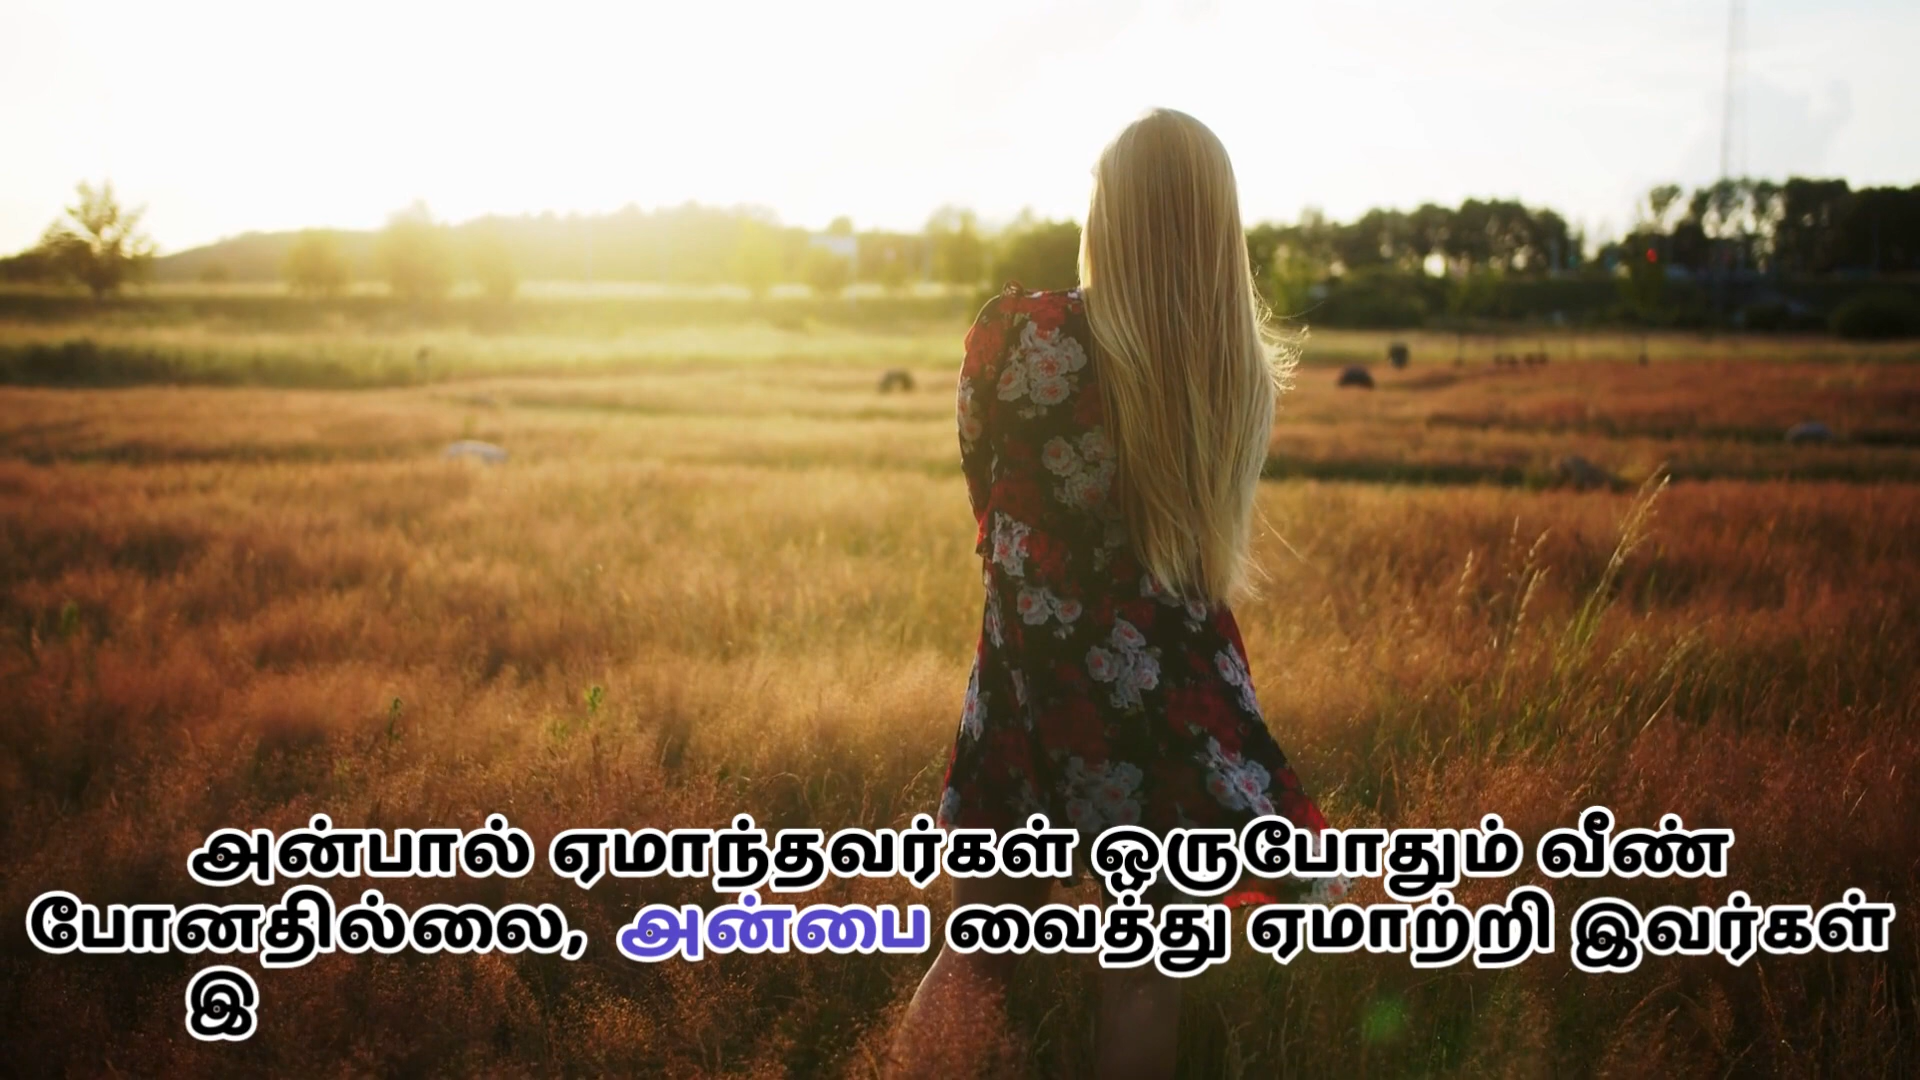 அன்பால் ஏமாந்தவர்கள் ஒருபோதும் வீண்
போனதில்லை, அன்பை வைத்து ஏமாற்றி இவர்கள்
இ